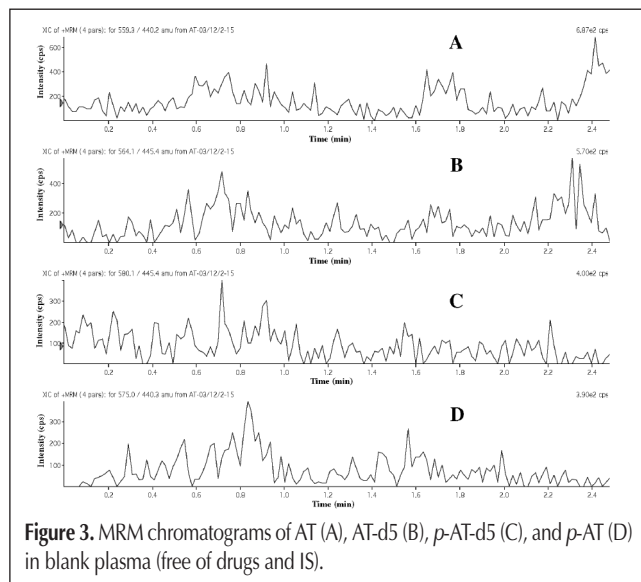 XIC of +MRM (4 pairs): for 559.3 / 440.2 amu from AT-03/12/2-15
6.87e2 cps
A
Intensity (cps)
600
400
200
0.2 0.4 0.6 0.8 1.0 1.2 1.4 1.6 1.8 2.0 2.2 2.4
Time (min)
XIC of +MRM (4 pairs): for 564.1 / 445.4 amu from AT-03/12/2-15
5.70e2 cps
B
Intensity (cps)
400
200
0.2 0.4 0.6 0.8 1.0 1.2 1.4 1.6 1.8 2.0 2.2 2.4
Time (min)
XIC of +MRM (4 pairs): for 580.1 / 445.4 amu from AT-03/12/2-15
4.00e2 cps
C
Intensity (cps)
300
200
100
0.2 0.4 0.6 0.8 1.0 1.2 1.4 1.6 1.8 2.0 2.2 2.4
Time (min)
XIC of +MRM (4 pairs): for 575.0 / 440.3 amu from AT-03/12/2-15
3.90e2 cps
D
Intensity (cps)
300
200
100
0.2 0.4 0.6 0.8 1.0 1.2 1.4 1.6 1.8 2.0 2.2 2.4
Time (min)
Figure 3. MRM chromatograms of AT (A), AT-d5 (B), p-AT-d5 (C), and p-AT (D)
in blank plasma (free of drugs and IS).